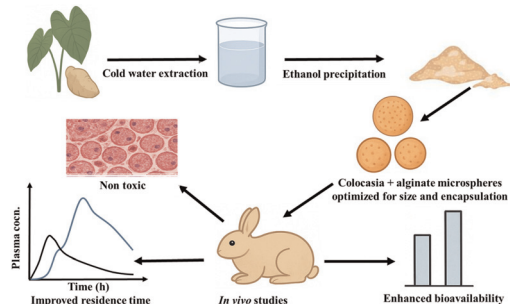 Cold water extraction
Ethanol precipitation
Non toxic
Colocasia + alginate microspheres
optimized for size and encapsulation
Plasma cocn.
Time (h)
Improved residence time
In vivo studies
Enhanced bioavailability